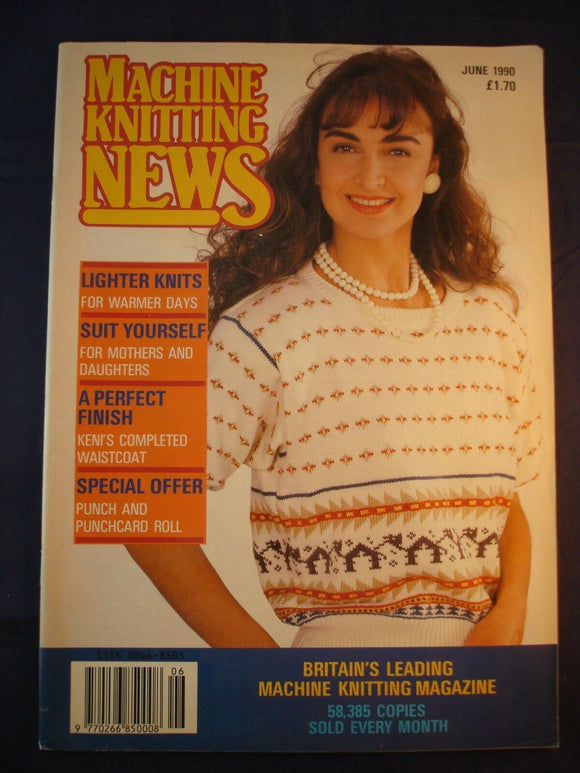 MACHINE
KNITTING
NEWS
JUNE 1990
£1.70
LIGHTER KNITS
FOR WARMER DAYS
SUIT YOURSELF
FOR MOTHERS AND
DAUGHTERS
A PERFECT
FINISH
KENI'S COMPLETED
WAISTCOAT
SPECIAL OFFER
PUNCH AND
PUNCHCARD ROLL
ISSN 0266-8505
06
9 770266 850008
BRITAIN'S LEADING
MACHINE KNITTING MAGAZINE
58,385 COPIES
SOLD EVERY MONTH